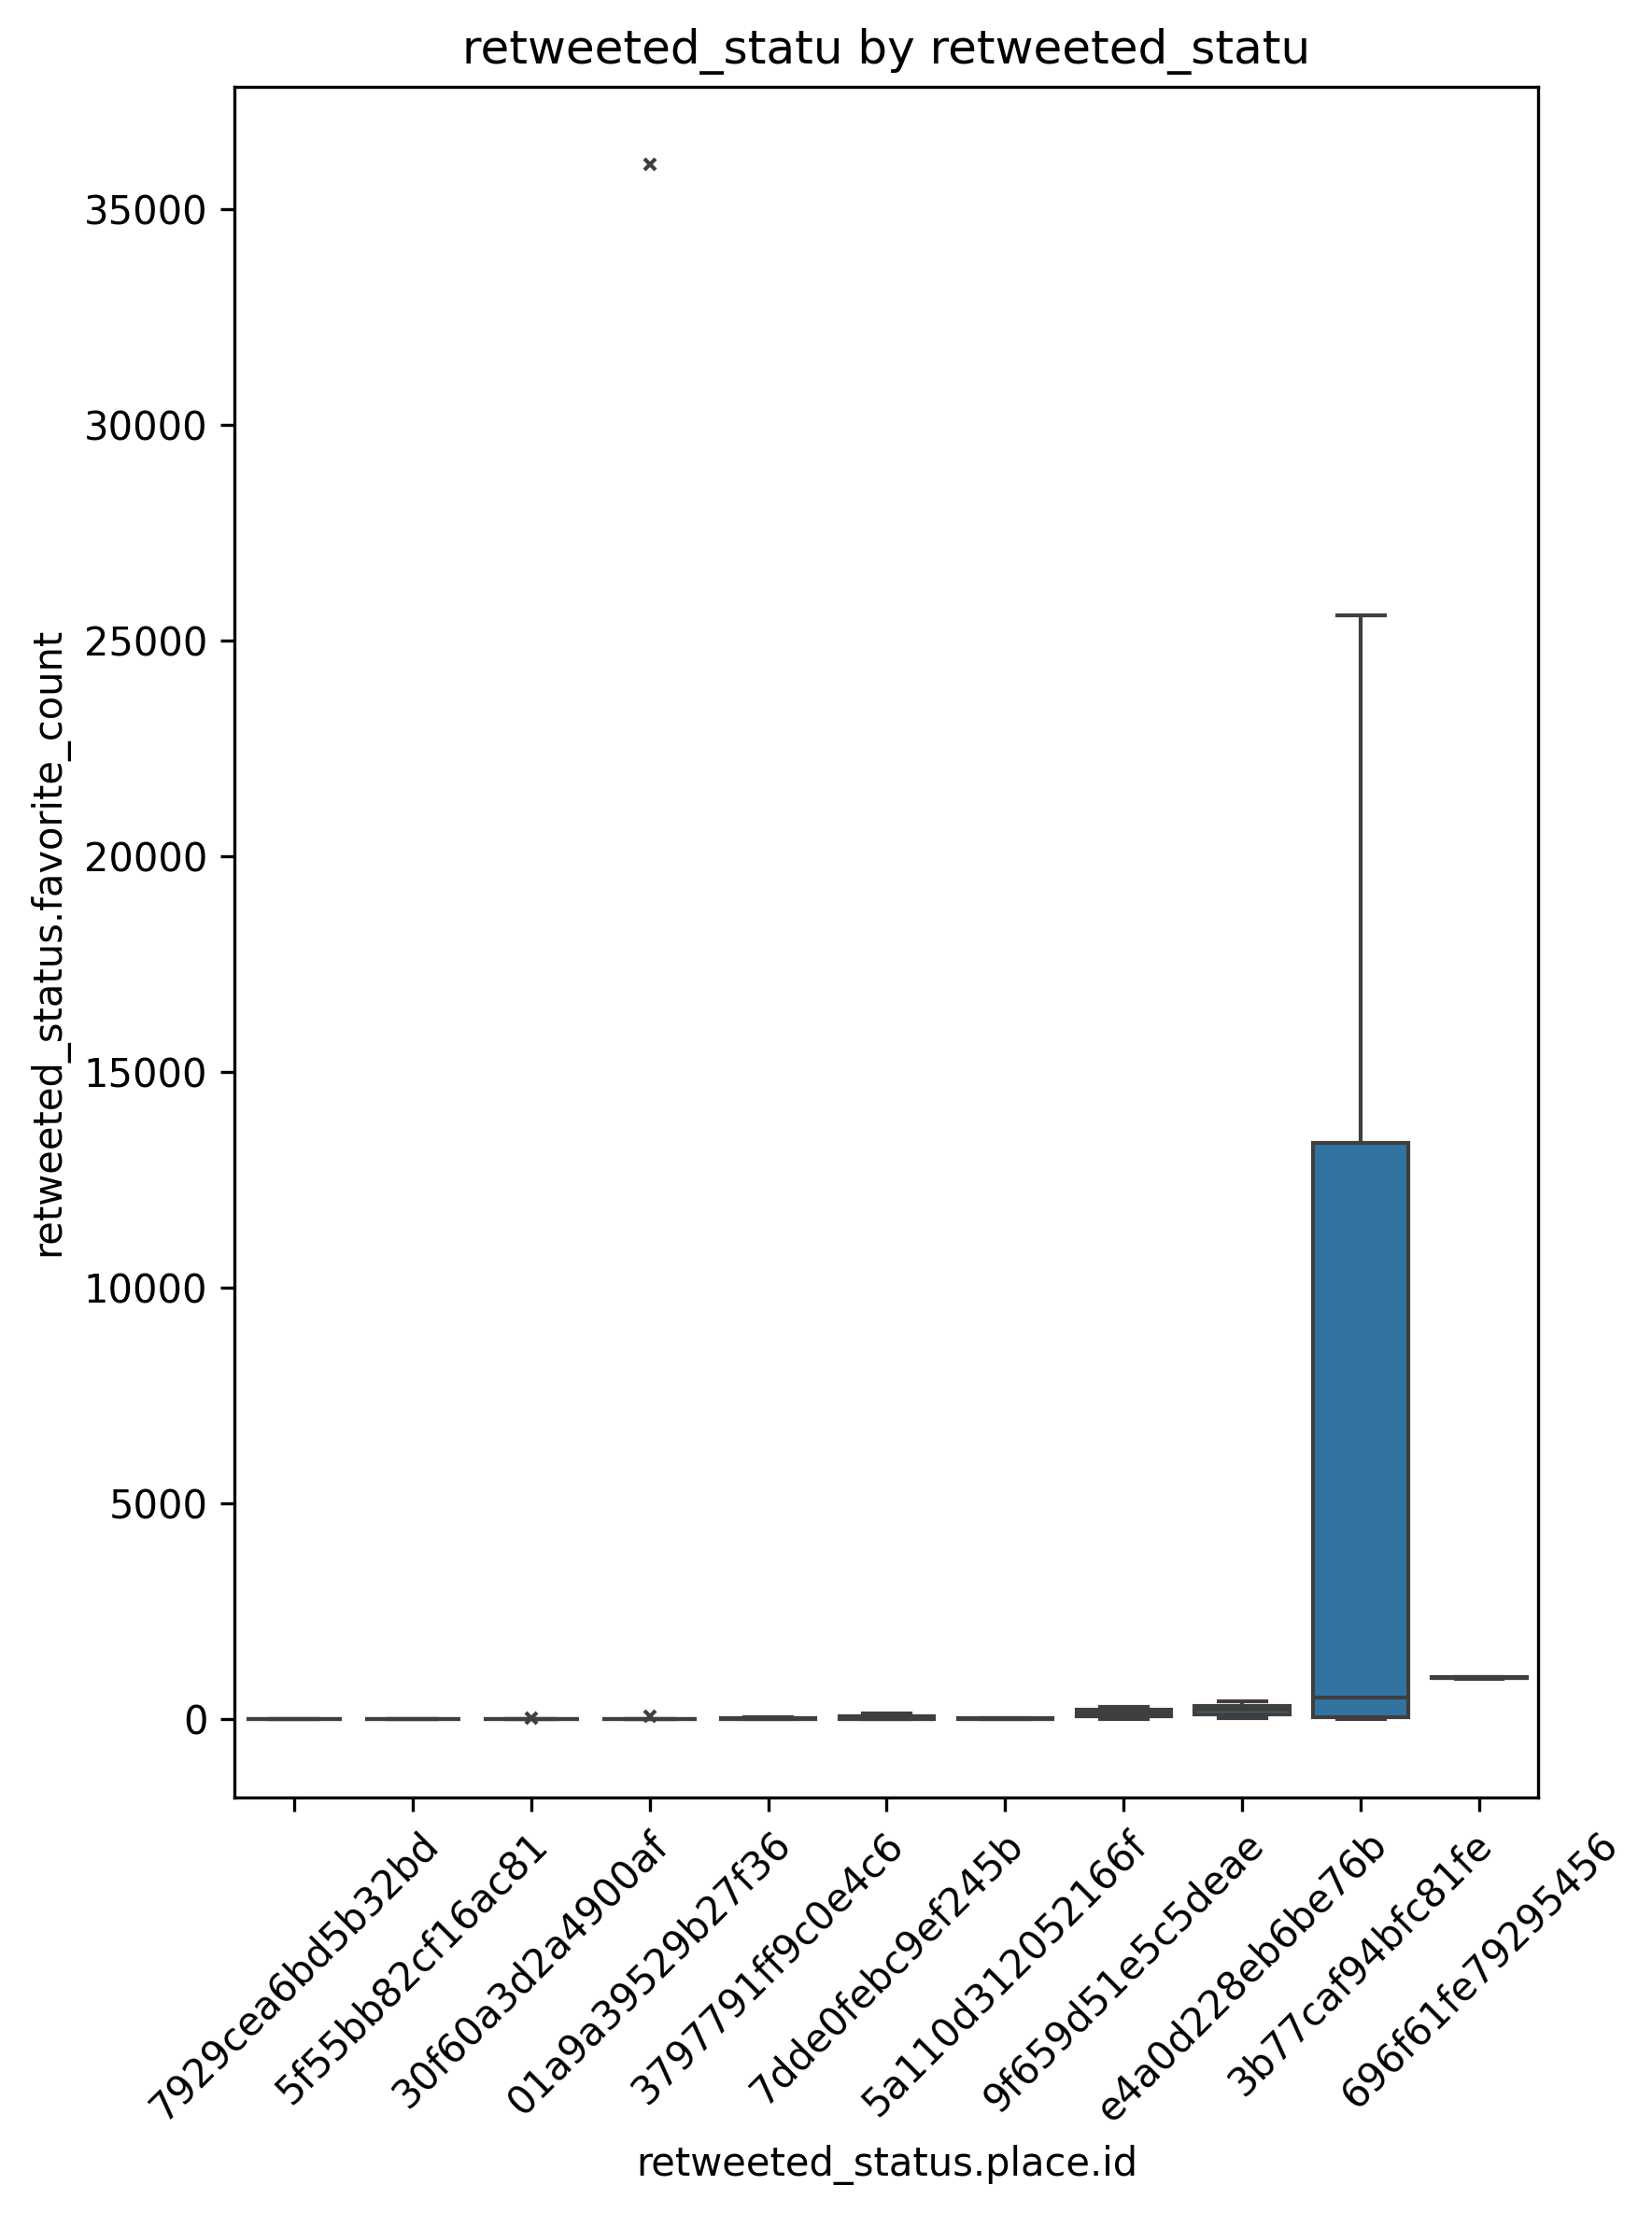 retweeted_statu by retweeted_statu
35000
30000
25000
20000
15000
10000
5000
0
retweeted_status.favorite_count
7929cea6bd5b32bd
5f55bb82cf16ac81
30f60a3d2a4900af
01a9a39529b27f36
3797791ff9c0e4c6
7dde0febc9ef245b
5a110d312052166f
9f659d51e5c5deae
e4a0d228eb6be76b
3b77caf94bfc81fe
696f61fe79295456
retweeted_status.place.id